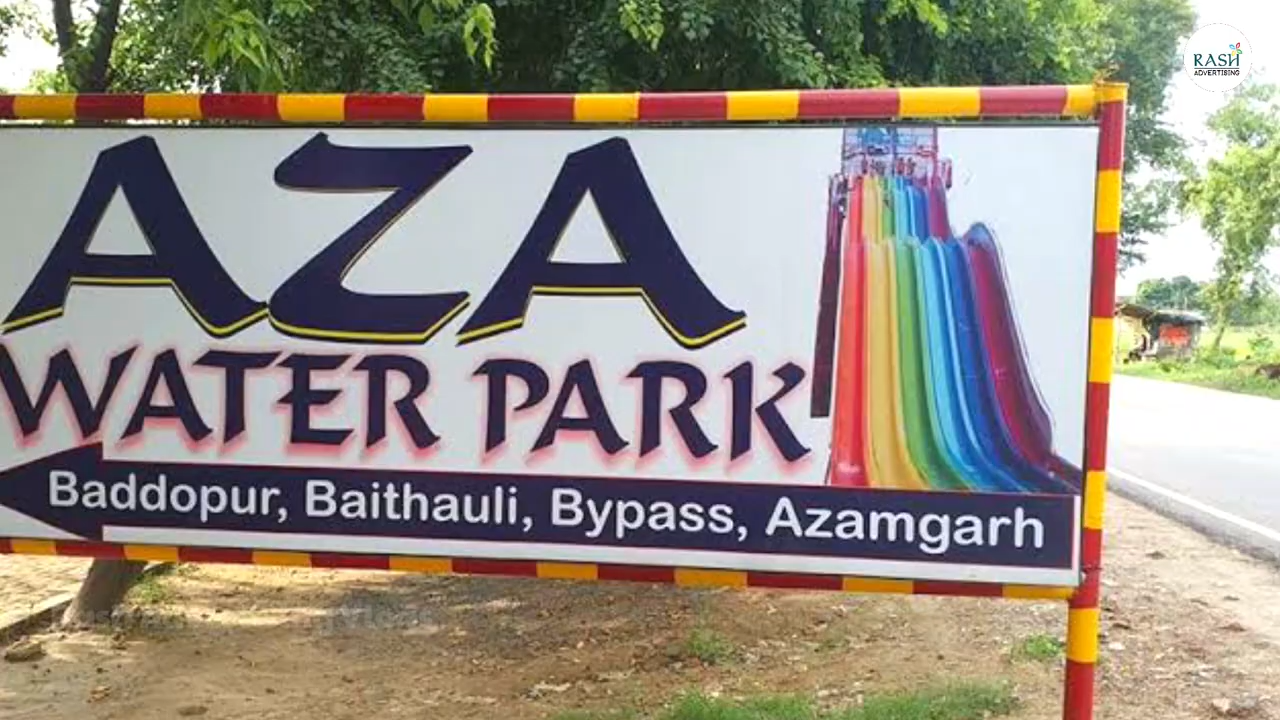 RASH
ADVERTISING
AZA
WATER PARK
Baddopur, Baithauli, Bypass, Azamgarh